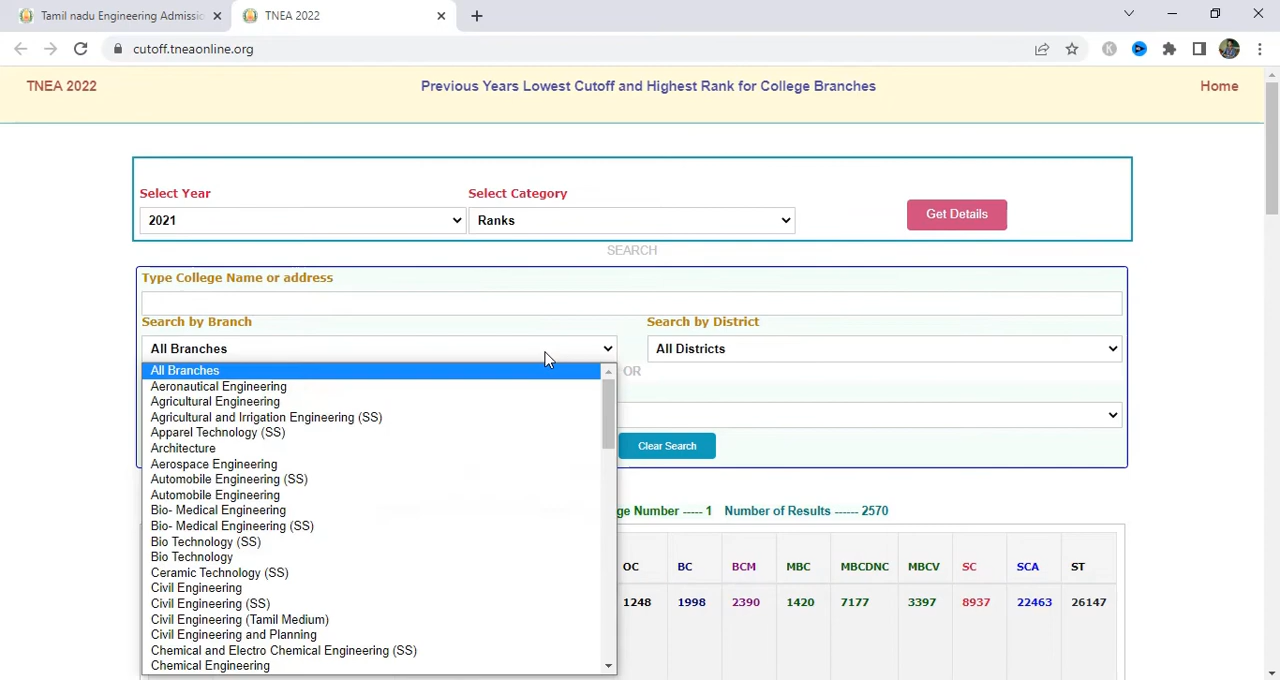 Tamil nadu Engineering Admissi
TNEA 2022
cutoff.tneaonline.org
TNEA 2022
Previous Years Lowest Cutoff and Highest Rank for College Branches
Home
Select Year
Select Category
2021
Ranks
Get Details
SEARCH
Type College Name or address
Search by Branch
Search by District
All Branches
All Districts
OR
All Branches
Aeronautical Engineering
Agricultural Engineering
Agricultural and Irrigation Engineering (SS)
Apparel Technology (SS)
Architecture
Aerospace Engineering
Automobile Engineering (SS)
Automobile Engineering
Bio- Medical Engineering
Bio- Medical Engineering (SS)
Bio Technology (SS)
Bio Technology
Ceramic Technology (SS)
Civil Engineering
Civil Engineering (SS)
Civil Engineering (Tamil Medium)
Civil Engineering and Planning
Chemical and Electro Chemical Engineering (SS)
Chemical Engineering
Clear Search
ge Number ----- 1 Number of Results ------ 2570
OC BC BCM MBC MBCDNC MBCV SC SCA ST
1248 1998 2390 1420 7177 3397 8937 22463 26147